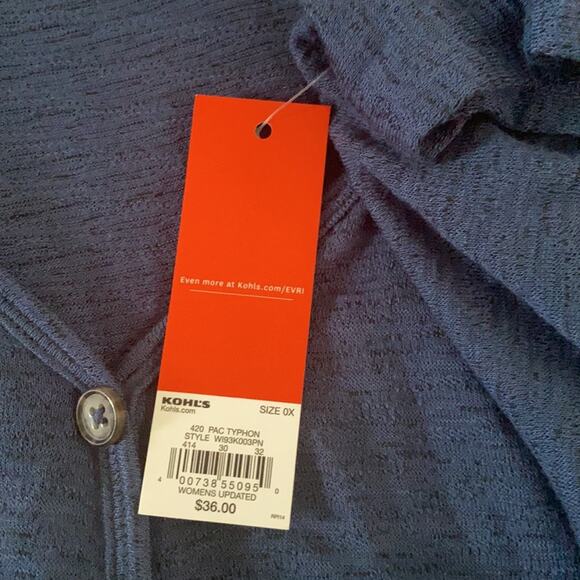 Even more at Kohls.com/EVRI
KOHL'S
Kohls.com
SIZE 0X
420 PAC TYPHON
STYLE WI93K003PN
414 30 32
4 00738 55095 0
WOMENS UPDATED
$36.00